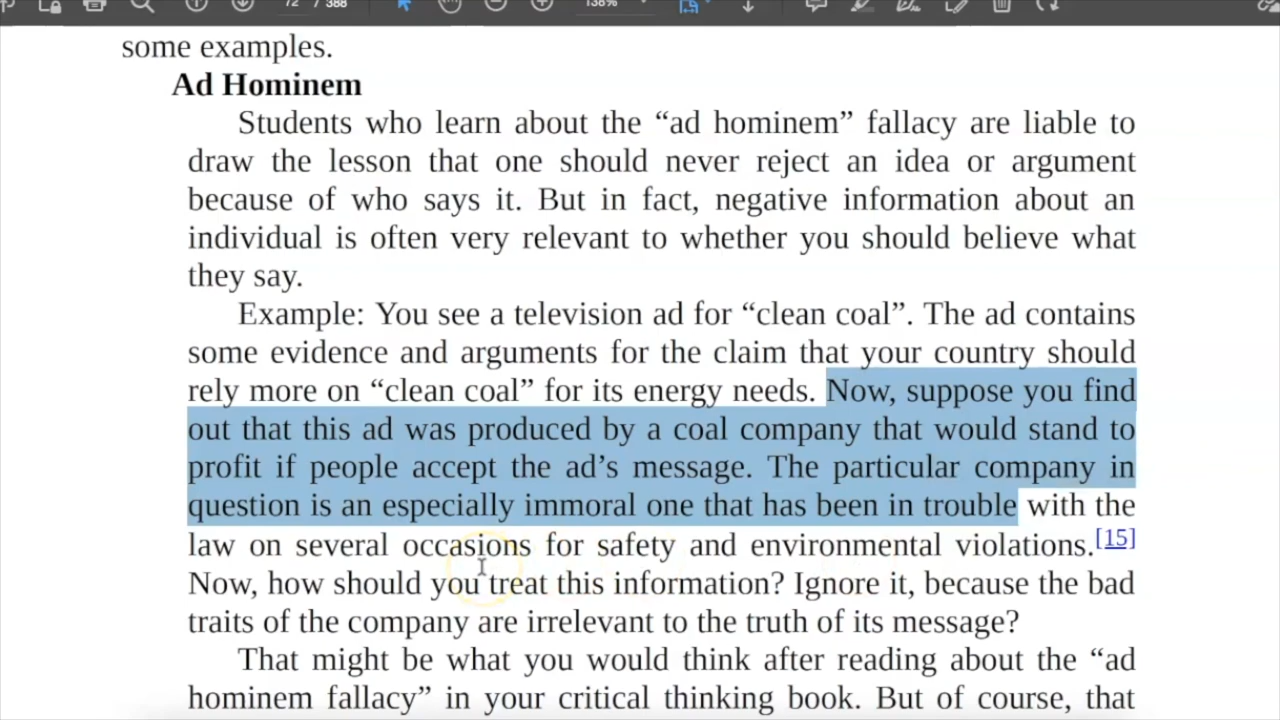 72 / 388
138%
some examples.
Ad Hominem
Students who learn about the “ad hominem” fallacy are liable to
draw the lesson that one should never reject an idea or argument
because of who says it. But in fact, negative information about an
individual is often very relevant to whether you should believe what
they say.
Example: You see a television ad for “clean coal”. The ad contains
some evidence and arguments for the claim that your country should
rely more on “clean coal” for its energy needs. Now, suppose you find
out that this ad was produced by a coal company that would stand to
profit if people accept the ad’s message. The particular company in
question is an especially immoral one that has been in trouble with the
law on several occasions for safety and environmental violations.[15]
Now, how should you treat this information? Ignore it, because the bad
traits of the company are irrelevant to the truth of its message?
That might be what you would think after reading about the “ad
hominem fallacy” in your critical thinking book. But of course, that